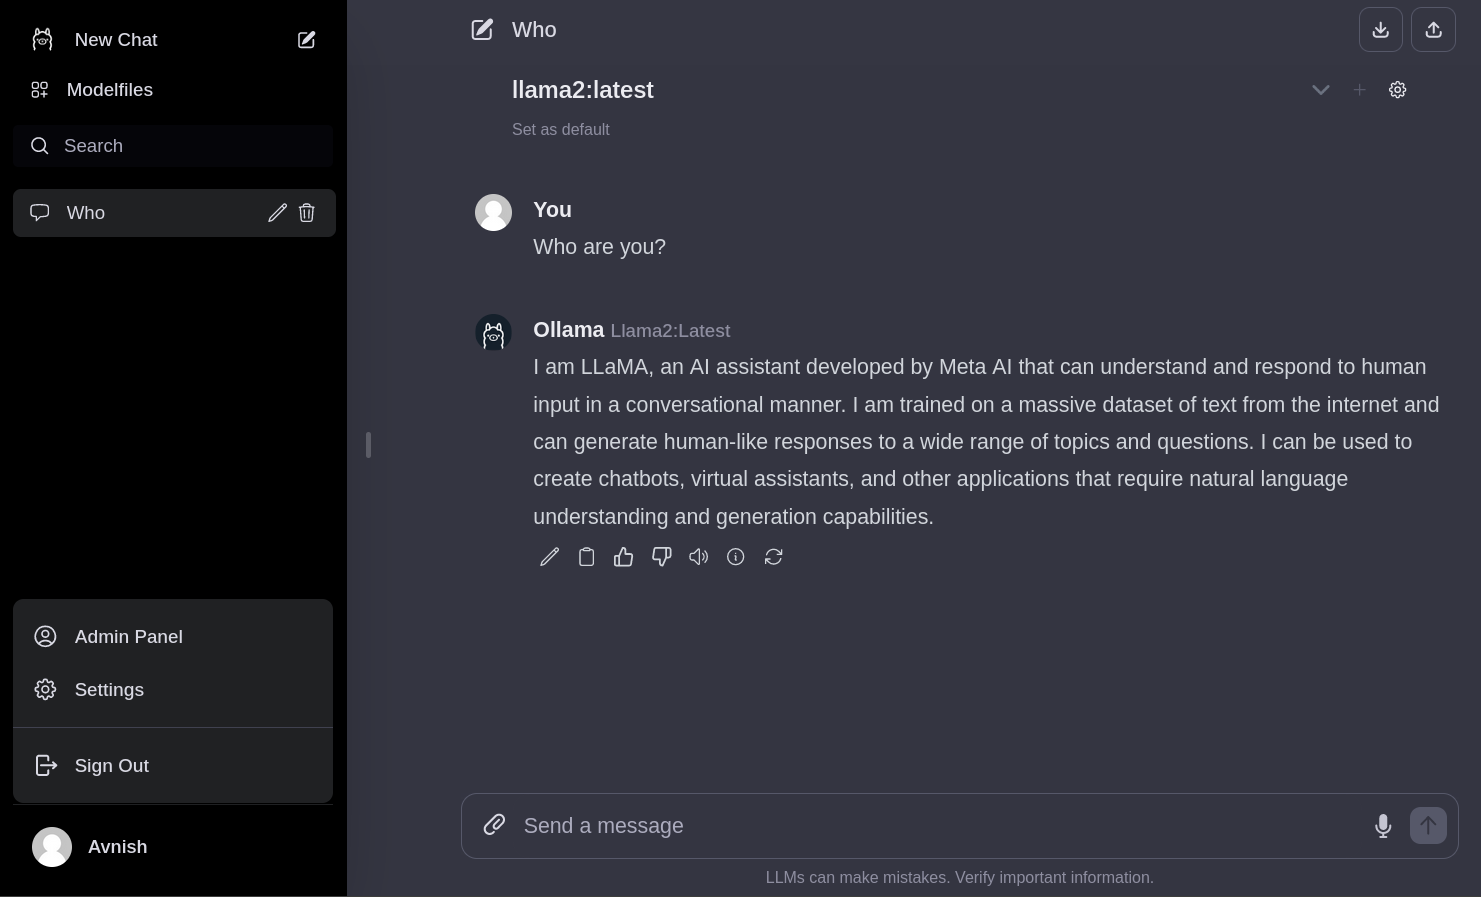 New Chat
Modelfiles
Search
Who
Admin Panel
Settings
Sign Out
Avnish
Who
llama2:latest
Set as default
You
Who are you?
Ollama Llama2:Latest
I am LLaMA, an AI assistant developed by Meta AI that can understand and respond to human
input in a conversational manner. I am trained on a massive dataset of text from the internet and
can generate human-like responses to a wide range of topics and questions. I can be used to
create chatbots, virtual assistants, and other applications that require natural language
understanding and generation capabilities.
Send a message
LLMs can make mistakes. Verify important information.